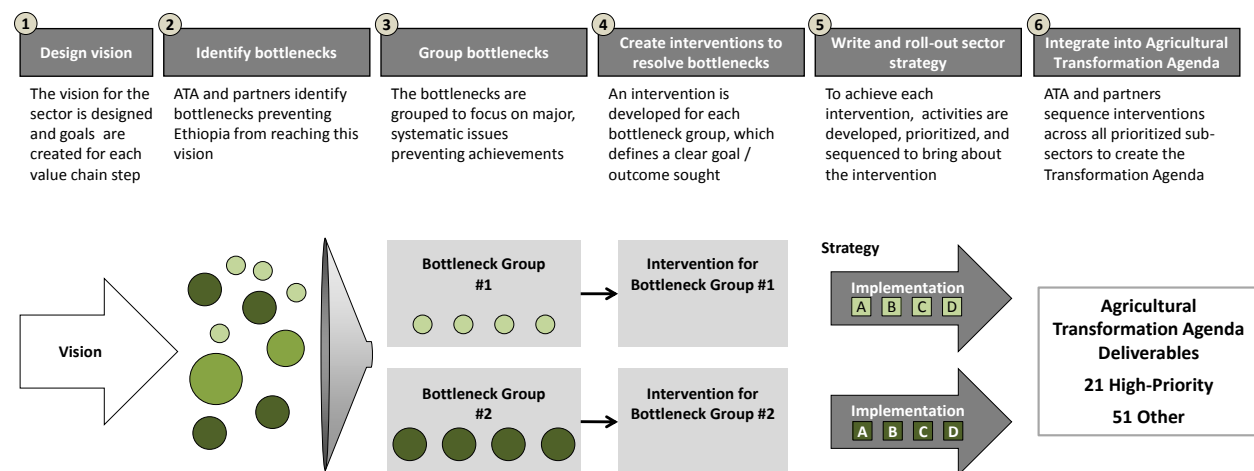 1
Design vision
The vision for the
sector is designed
and goals are
created for each
value chain step
2
Identify bottlenecks
ATA and partners identify
bottlenecks preventing
Ethiopia from reaching this
vision
3
Group bottlenecks
The bottlenecks are
grouped to focus on major,
systematic issues
preventing achievements
4
Create interventions to
resolve bottlenecks
An intervention is
developed for each
bottleneck group, which
defines a clear goal /
outcome sought
5
Write and roll-out sector
strategy
To achieve each
intervention, activities are
developed, prioritized, and
sequenced to bring about
the intervention
6
Integrate into Agricultural
Transformation Agenda
ATA and partners
sequence interventions
across all prioritized sub-
sectors to create the
Transformation Agenda
Vision
Bottleneck Group
#1
Intervention for
Bottleneck Group #1
Strategy
Implementation
A B C D
Bottleneck Group
#2
Intervention for
Bottleneck Group #2
Implementation
A B C D
Agricultural
Transformation Agenda
Deliverables
21 High-Priority
51 Other